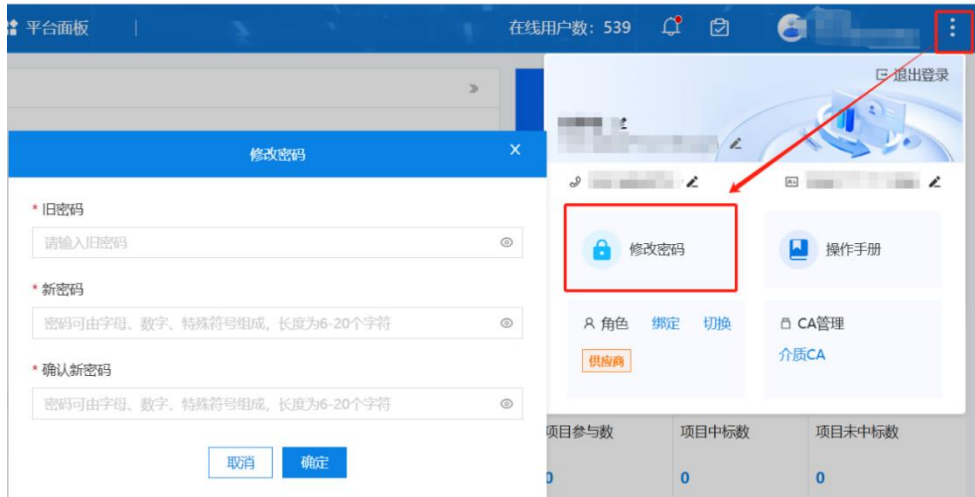 平台面板
在线用户数：539
退出登录
修改密码
X
* 旧密码
请输入旧密码
* 新密码
密码可由字母、数字、特殊符号组成，长度为6-20个字符
* 确认新密码
密码可由字母、数字、特殊符号组成，长度为6-20个字符
取消
确定
修改密码
操作手册
角色 绑定 切换
供应商
CA管理
介质CA
项目参与数
项目中标数
项目未中标数
0
0
0